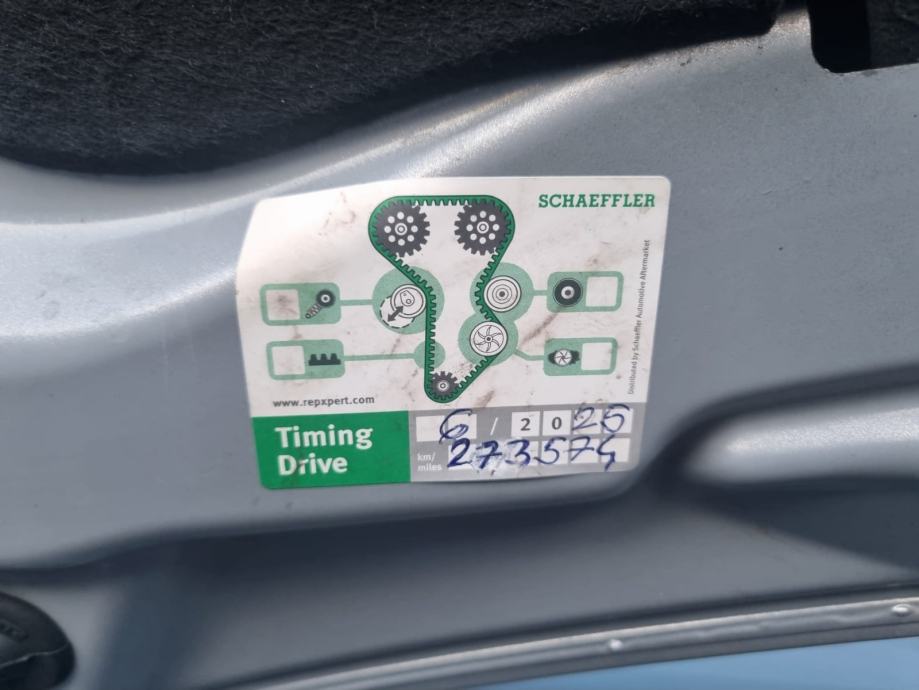 SCHAEFFLER
Distributed by Schaeffler Automotive Aftermarket
www.repxpert.com
Timing
Drive
6 / 2025
km/
miles
273574